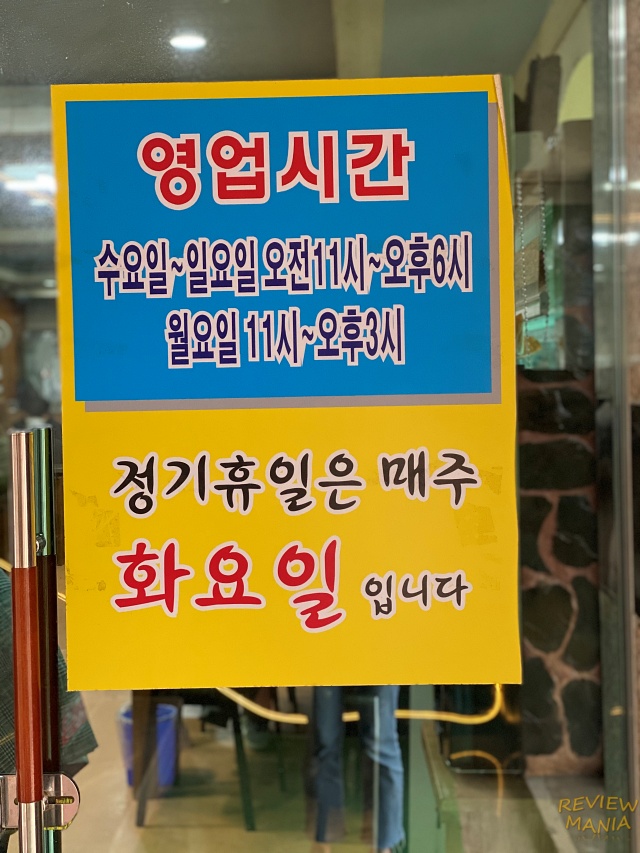 영업시간
수요일~일요일 오전11시~오후6시
월요일 11시~오후3시
정기휴일은 매주
화요일 입니다
REVIEW
MANIA